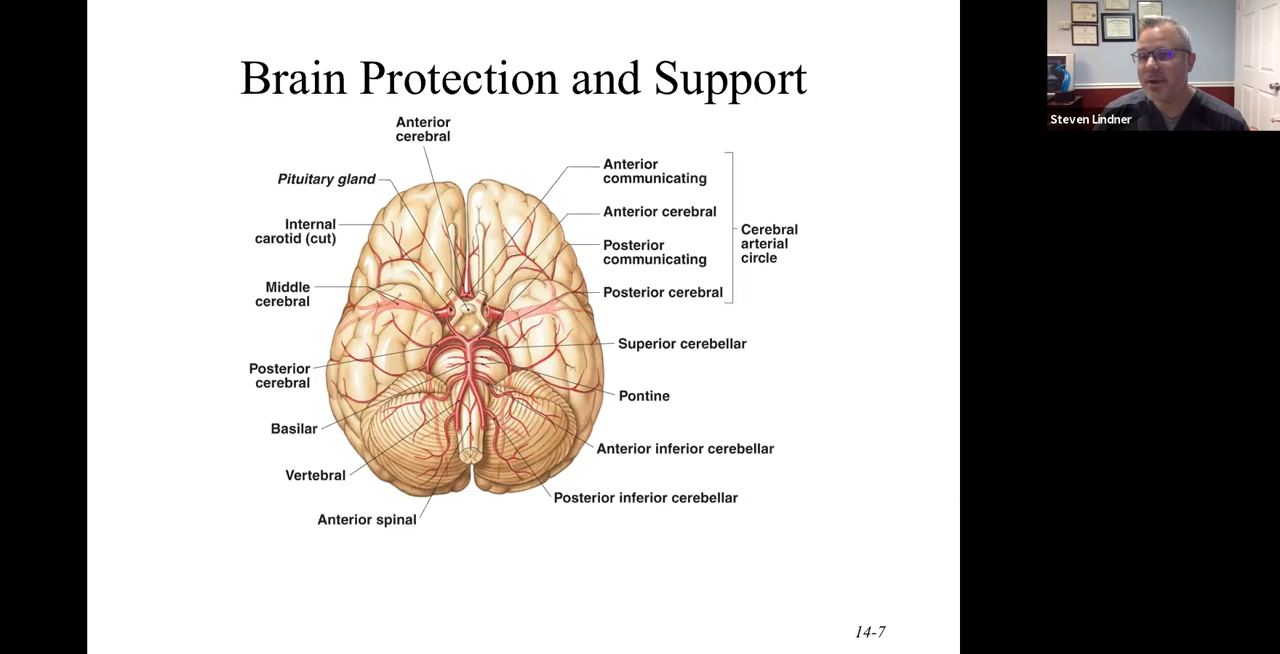 Brain Protection and Support
Anterior
cerebral
Pituitary gland
Internal
carotid (cut)
Middle
cerebral
Posterior
cerebral
Basilar
Vertebral
Anterior spinal
Anterior
communicating
Anterior cerebral
Posterior
communicating
Posterior cerebral
Cerebral
arterial
circle
Superior cerebellar
Pontine
Anterior inferior cerebellar
Posterior inferior cerebellar
14-7
Steven Lindner